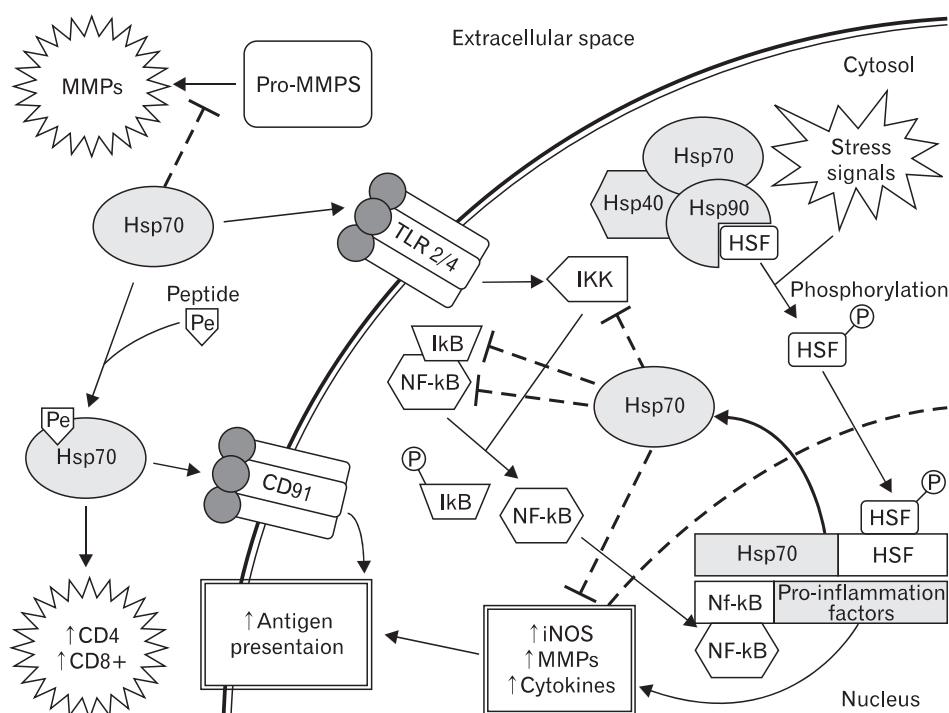 Extracellular space
Cytosol
MMPs
Pro-MMPS
Stress
signals
Hsp70
Hsp40
Hsp90
HSF
Hsp70
TLR 2/4
IKK
Phosphorylation
P
HSF
Peptide
Pe
IkB
NF-kB
Hsp70
Pe
Hsp70
CD91
P
IkB
NF-kB
P
HSF
Hsp70
HSF
Nf-kB
Pro-inflammation
factors
NF-kB
↑CD4
↑CD8+
↑Antigen
presentaion
↑iNOS
↑MMPs
↑Cytokines
Nucleus